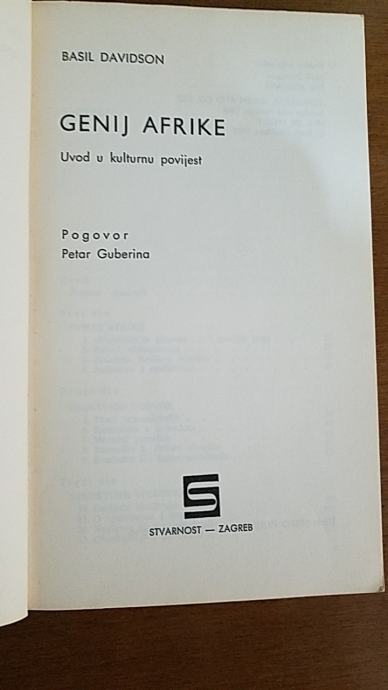 BASIL DAVIDSON
GENIJ AFRIKE
Uvod u kulturnu povijest
Pogovor
Petar Guberina
STVARNOST — ZAGREB